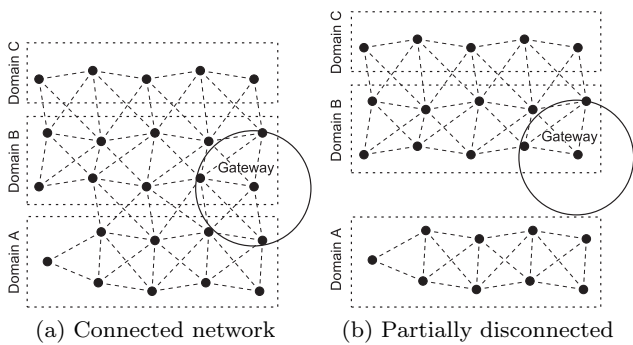 Domain C
Domain B
Gateway
Domain A
(a) Connected network
Domain C
Domain B
Gateway
Domain A
(b) Partially disconnected